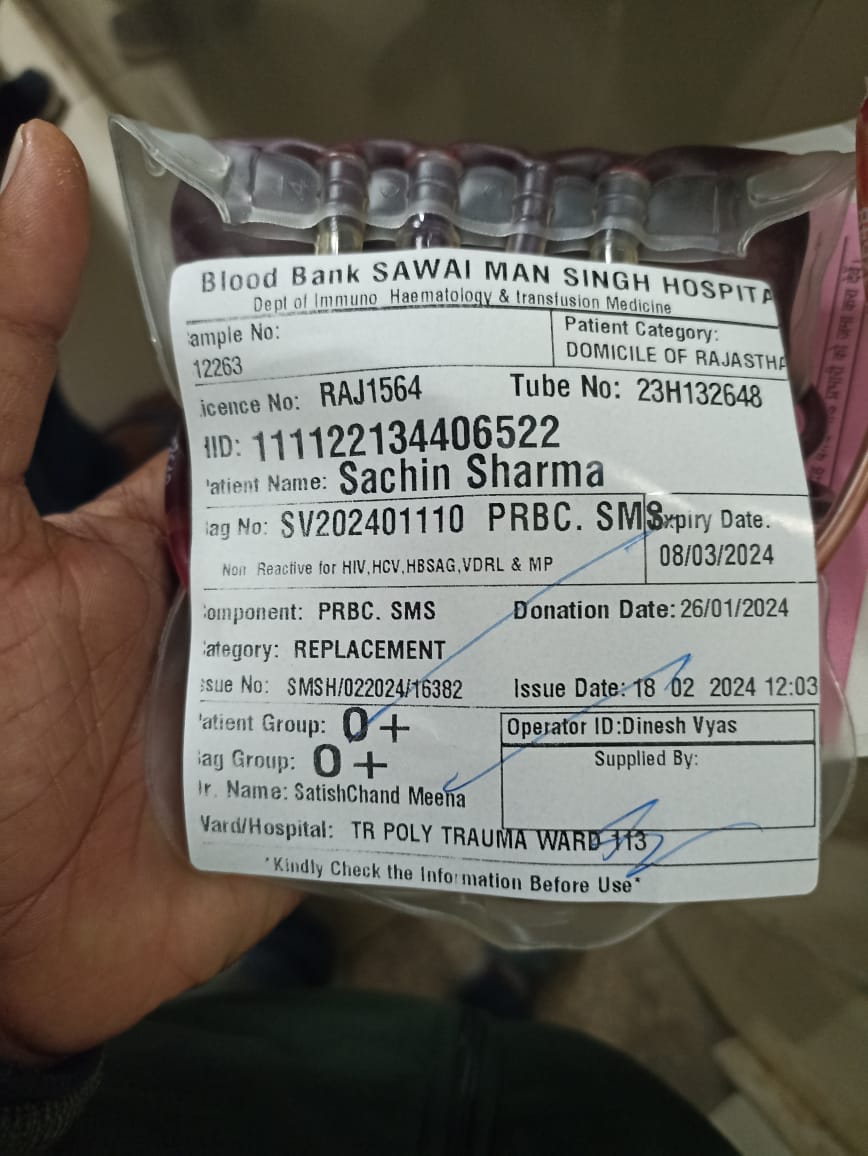 Blood Bank SAWAI MAN SINGH HOSPITA
Dept of Immuno Haematology & transfusion Medicine
ample No:
12263
Patient Category:
DOMICILE OF RAJASTHA
icence No: RAJ1564 Tube No: 23H132648
HID: 111122134406522
atient Name: Sachin Sharma
ag No: SV202401110 PRBC. SMS
Non Reactive for HIV,HCV,HBSAG,VDRL & MP
xpiry Date.
08/03/2024
omponent: PRBC. SMS Donation Date: 26/01/2024
ategory: REPLACEMENT
ssue No: SMSH/022024/16382 Issue Date: 18 02 2024 12:03
atient Group: O+
ag Group: O+
Operator ID:Dinesh Vyas
Supplied By:
r. Name: SatishChand Meena
Ward/Hospital: TR POLY TRAUMA WARD 113
*Kindly Check the Information Before Use*